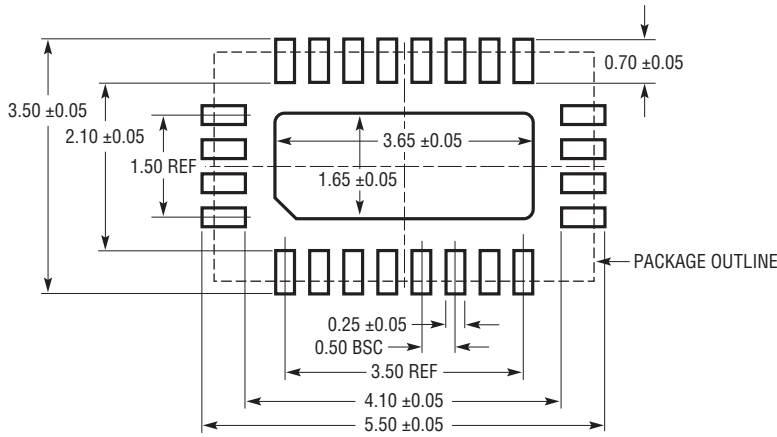 0.70 ±0.05
3.50 ±0.05
2.10 ±0.05
3.65 ±0.05
1.50 REF
1.65 ±0.05
PACKAGE OUTLINE
0.25 ±0.05
0.50 BSC
3.50 REF
4.10 ±0.05
5.50 ±0.05